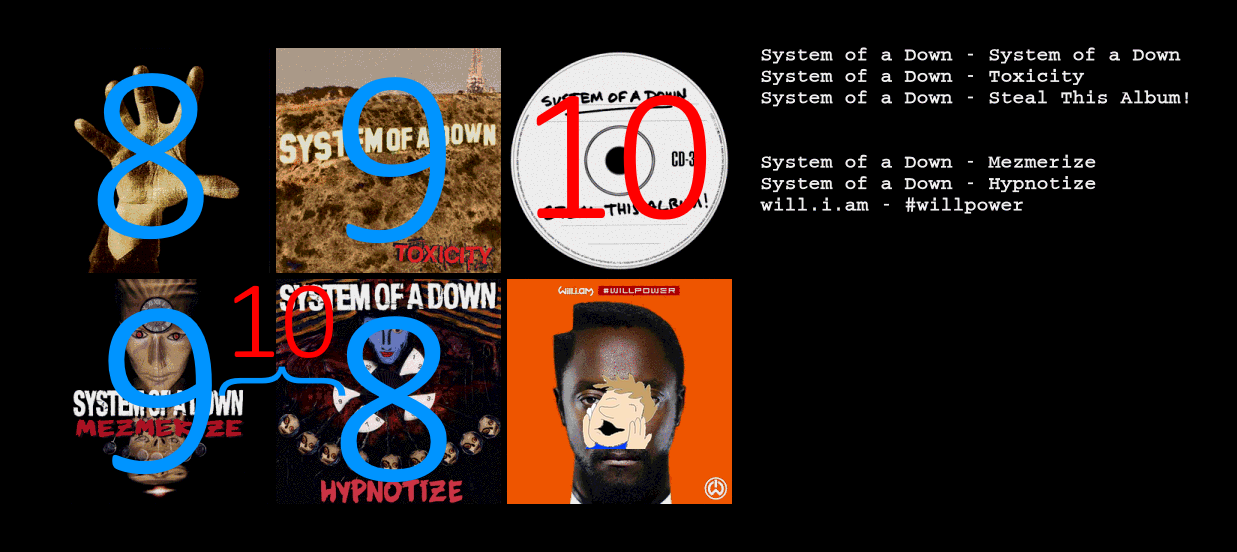 8
SYSTEM OF A DOWN
TOXICITY
9
SYSTEM OF A DOWN
CD-
STEAL THIS ALBUM!
10
System of a Down - System of a Down
System of a Down - Toxicity
System of a Down - Steal This Album!
System of a Down - Mezmerize
System of a Down - Hypnotize
will.i.am - #willpower
SYSTEM OF A DOWN
MEZMERIZE
9
10
SYSTEM OF A DOWN
HYPNOTIZE
8
will.i.am #WILLPOWER